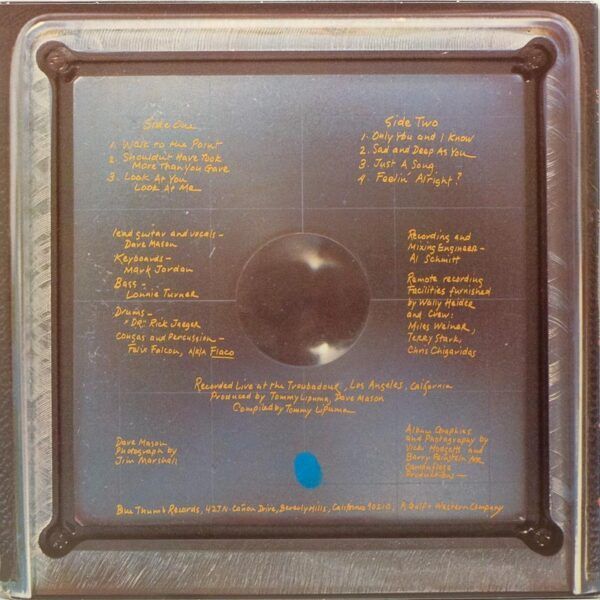 Side One
1. Walk to the Point
2. Shouldn't Have Took
More Than You Gave
3. Look At You
Look At Me
Side Two
1. Only You and I Know
2. Sad and Deep As You
3. Just A Song
4. Feelin' Alright?
lead guitar and vocals -
Dave Mason
Keyboards -
Mark Jordan
Bass -
Lonnie Turner
Drums -
"DR." Rick Jaeger
Congas and Percussion -
Felix Falcon, a/k/a Flaco
Recording and
Mixing Engineer -
Al Schmitt
Remote recording
Facilities furnished
by Wally Heider
and Crew:
Miles Weiner,
Terry Stark,
Chris Chigaridas
Recorded Live at the Troubadour, Los Angeles, California
Produced by Tommy Lipuma, Dave Mason
Compiled by Tommy Lipuma
Dave Mason
Photograph by
Jim Marshall
Album Graphics
and Photography by
Vicki Hodgetts and
Barry Feinstein
Camouflage
Productions -
Blue Thumb Records, 427 N. Cañon Drive, Beverly Hills, California 90210, A Gulf + Western Company